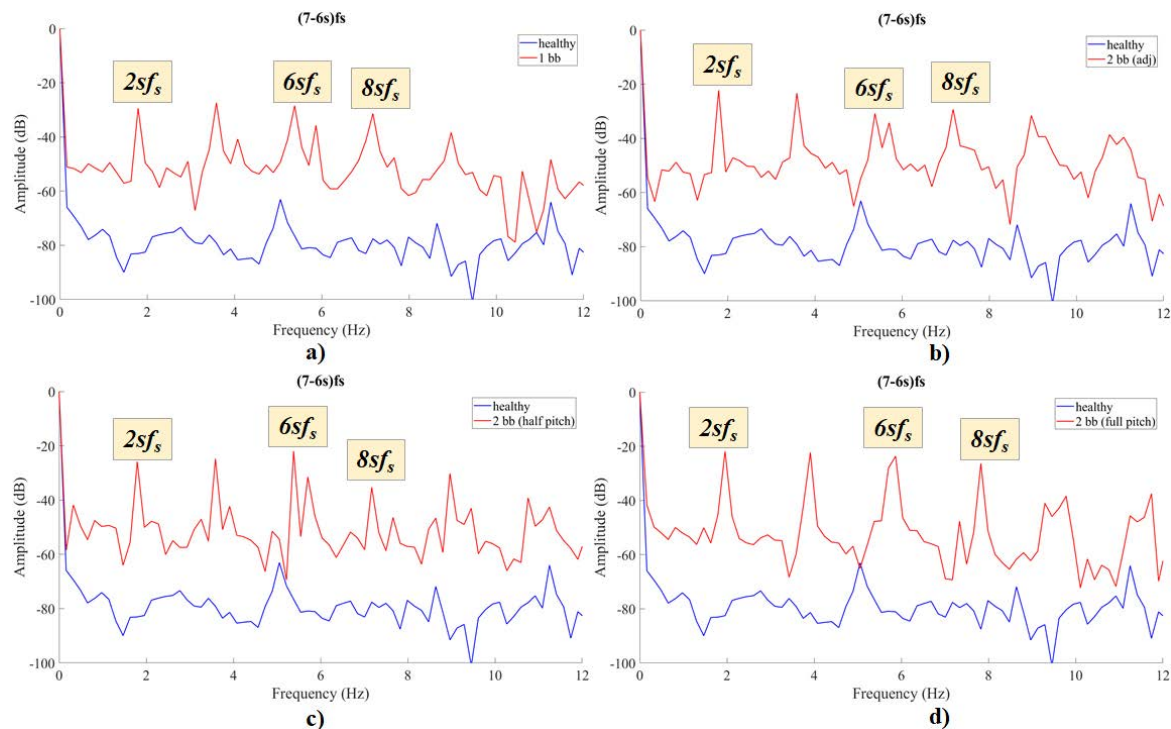 (7-6s)fs
healthy
1 bb
2sf_s
6sf_s
8sf_s
0
-20
-40
-60
-80
-100
Amplitude (dB)
0 2 4 6 8 10 12
Frequency (Hz)
a)
(7-6s)fs
healthy
2 bb (adj)
2sf_s
6sf_s
8sf_s
0
-20
-40
-60
-80
-100
Amplitude (dB)
0 2 4 6 8 10 12
Frequency (Hz)
b)
(7-6s)fs
healthy
2 bb (half pitch)
2sf_s
6sf_s
8sf_s
0
-20
-40
-60
-80
-100
Amplitude (dB)
0 2 4 6 8 10 12
Frequency (Hz)
c)
(7-6s)fs
healthy
2 bb (full pitch)
2sf_s
6sf_s
8sf_s
0
-20
-40
-60
-80
-100
Amplitude (dB)
0 2 4 6 8 10 12
Frequency (Hz)
d)